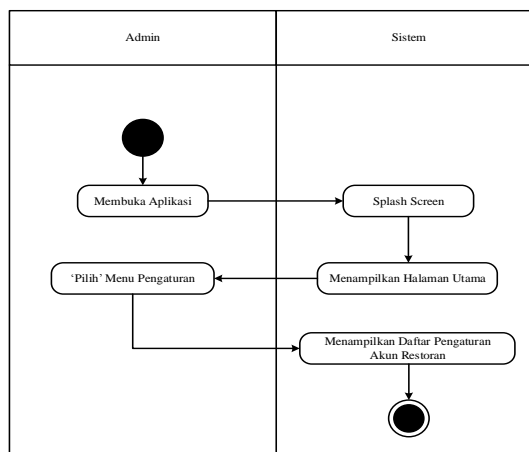 Admin
Sistem
Membuka Aplikasi
Splash Screen
‘Pilih’ Menu Pengaturan
Menampilkan Halaman Utama
Menampilkan Daftar Pengaturan
Akun Restoran